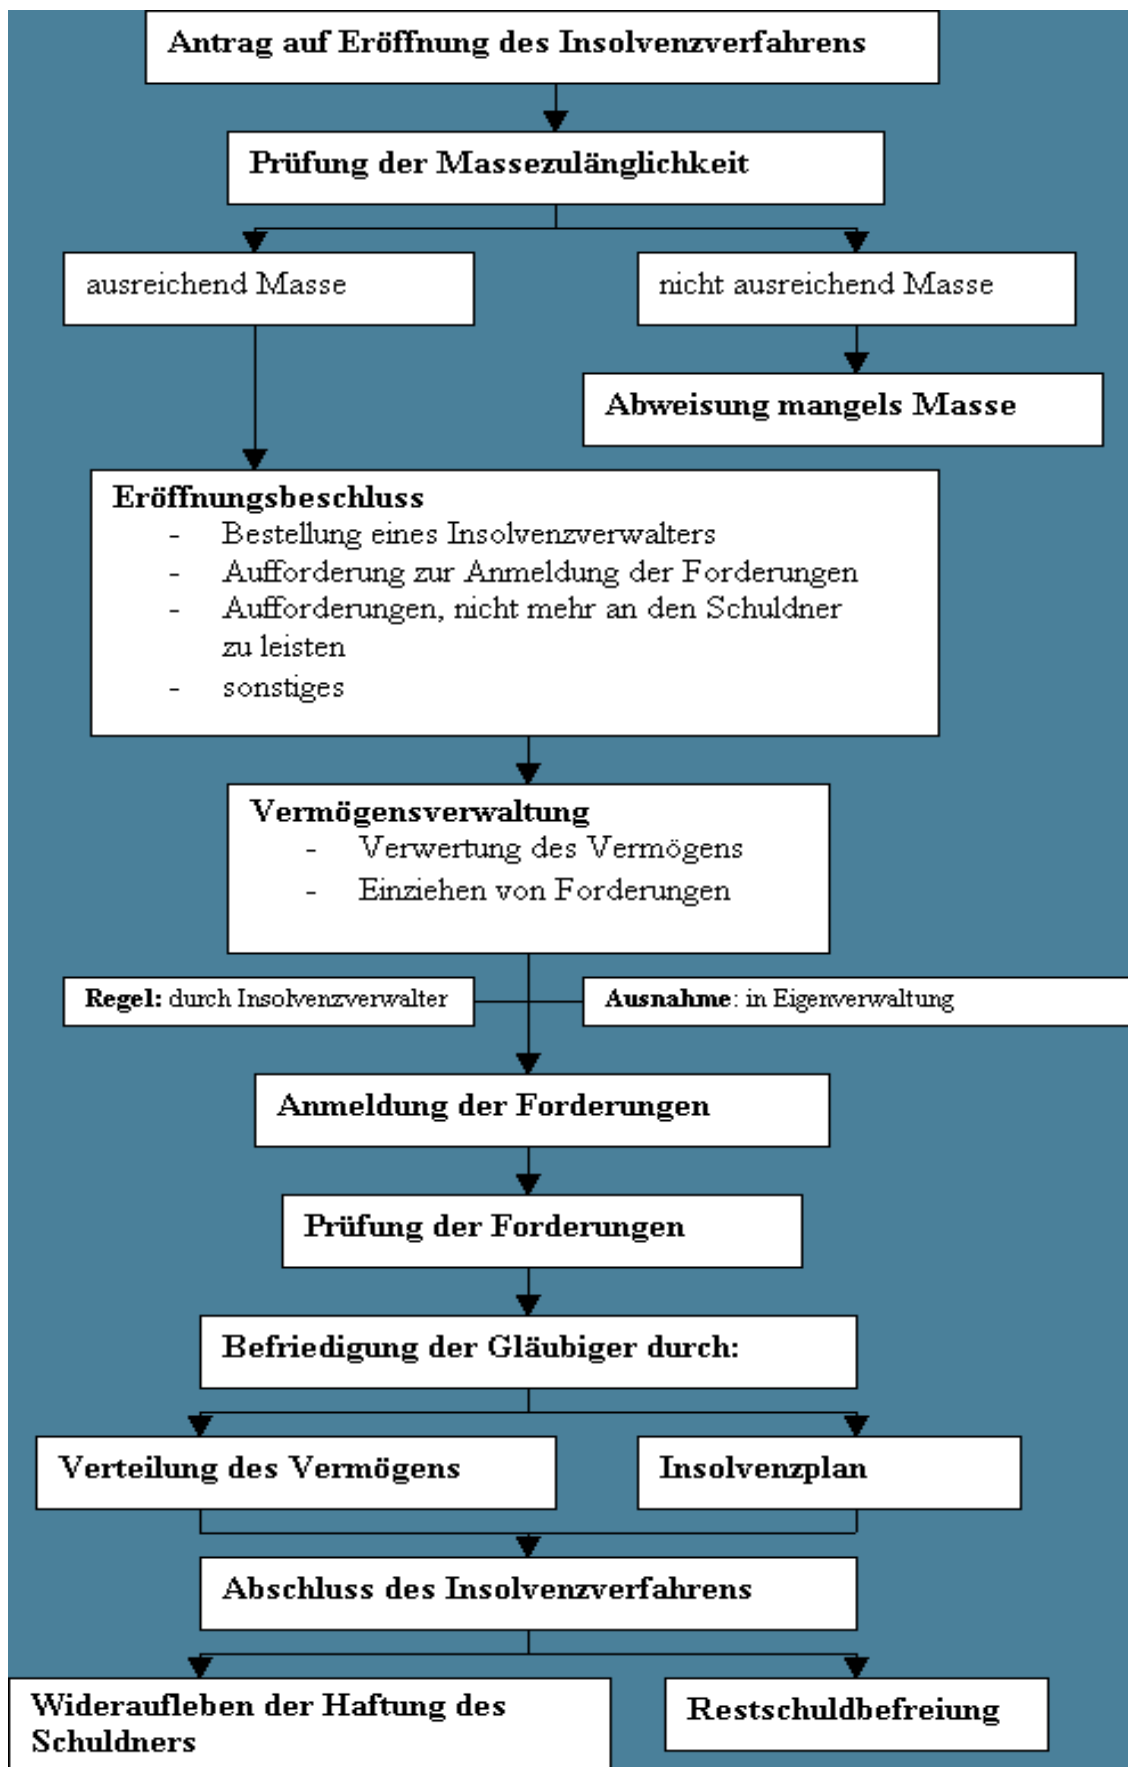 Antrag auf Eröffnung des Insolvenzverfahrens
Prüfung der Massezulänglichkeit
ausreichend Masse
nicht ausreichend Masse
Abweisung mangels Masse
Eröffnungsbeschluss
- Bestellung eines Insolvenzverwalters
- Aufforderung zur Anmeldung der Forderungen
- Aufforderungen, nicht mehr an den Schuldner
zu leisten
- sonstiges
Vermögensverwaltung
- Verwertung des Vermögens
- Einziehen von Forderungen
Regel: durch Insolvenzverwalter
Ausnahme: in Eigenverwaltung
Anmeldung der Forderungen
Prüfung der Forderungen
Befriedigung der Gläubiger durch:
Verteilung des Vermögens
Insolvenzplan
Abschluss des Insolvenzverfahrens
Wideraufleben der Haftung des
Schuldners
Restschuldbefreiung